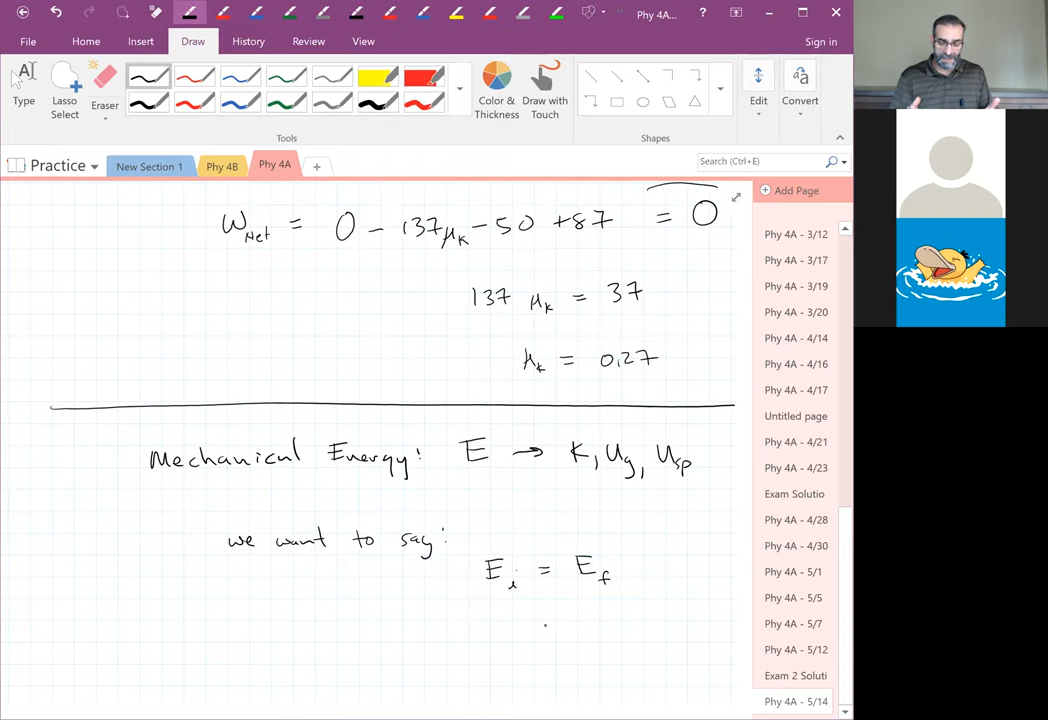 Phy 4A...
?
File
Home
Insert
Draw
History
Review
View
Sign in
Type
Lasso Select
Eraser
Color & Thickness
Draw with Touch
Edit
Convert
Tools
Shapes
Practice
New Section 1
Phy 4B
Phy 4A
+
Search (Ctrl+E)
Add Page
Phy 4A - 3/12
Phy 4A - 3/17
Phy 4A - 3/19
Phy 4A - 3/20
Phy 4A - 4/14
Phy 4A - 4/16
Phy 4A - 4/17
Untitled page
Phy 4A - 4/21
Phy 4A - 4/23
Exam Solutio
Phy 4A - 4/28
Phy 4A - 4/30
Phy 4A - 5/1
Phy 4A - 5/5
Phy 4A - 5/7
Phy 4A - 5/12
Exam 2 Soluti
Phy 4A - 5/14
W_Net = 0 - 137μ_k - 50 + 87 = 0
137 μ_k = 37
μ_k = 0.27
Mechanical Energy: E → K, U_g, U_sp
we want to say:
E_i = E_f